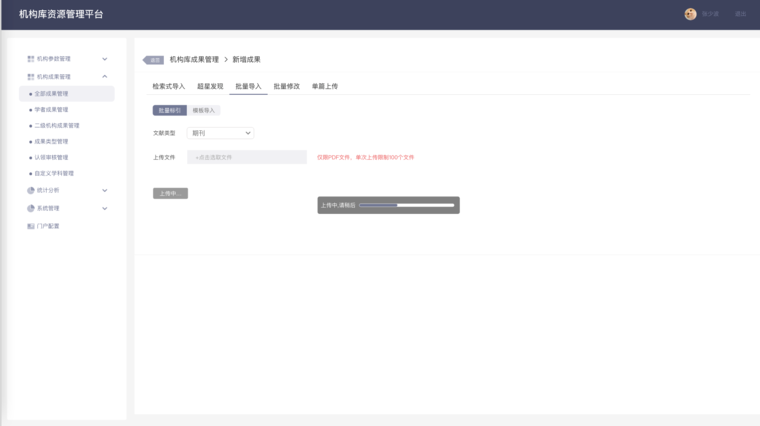 机构库资源管理平台
退出
机构参数管理
机构成果管理
全部成果管理
学者成果管理
二级机构成果管理
成果类型管理
认领审核管理
自定义学科管理
统计分析
系统管理
门户配置
返回
机构库成果管理 > 新增成果
检索式导入 超星发现 批量导入 批量修改 单篇上传
批量标引 模板导入
文献类型 期刊
上传文件 +点击选取文件 仅限PDF文件，单次上传限制100个文件
上传中...
上传中,请稍后